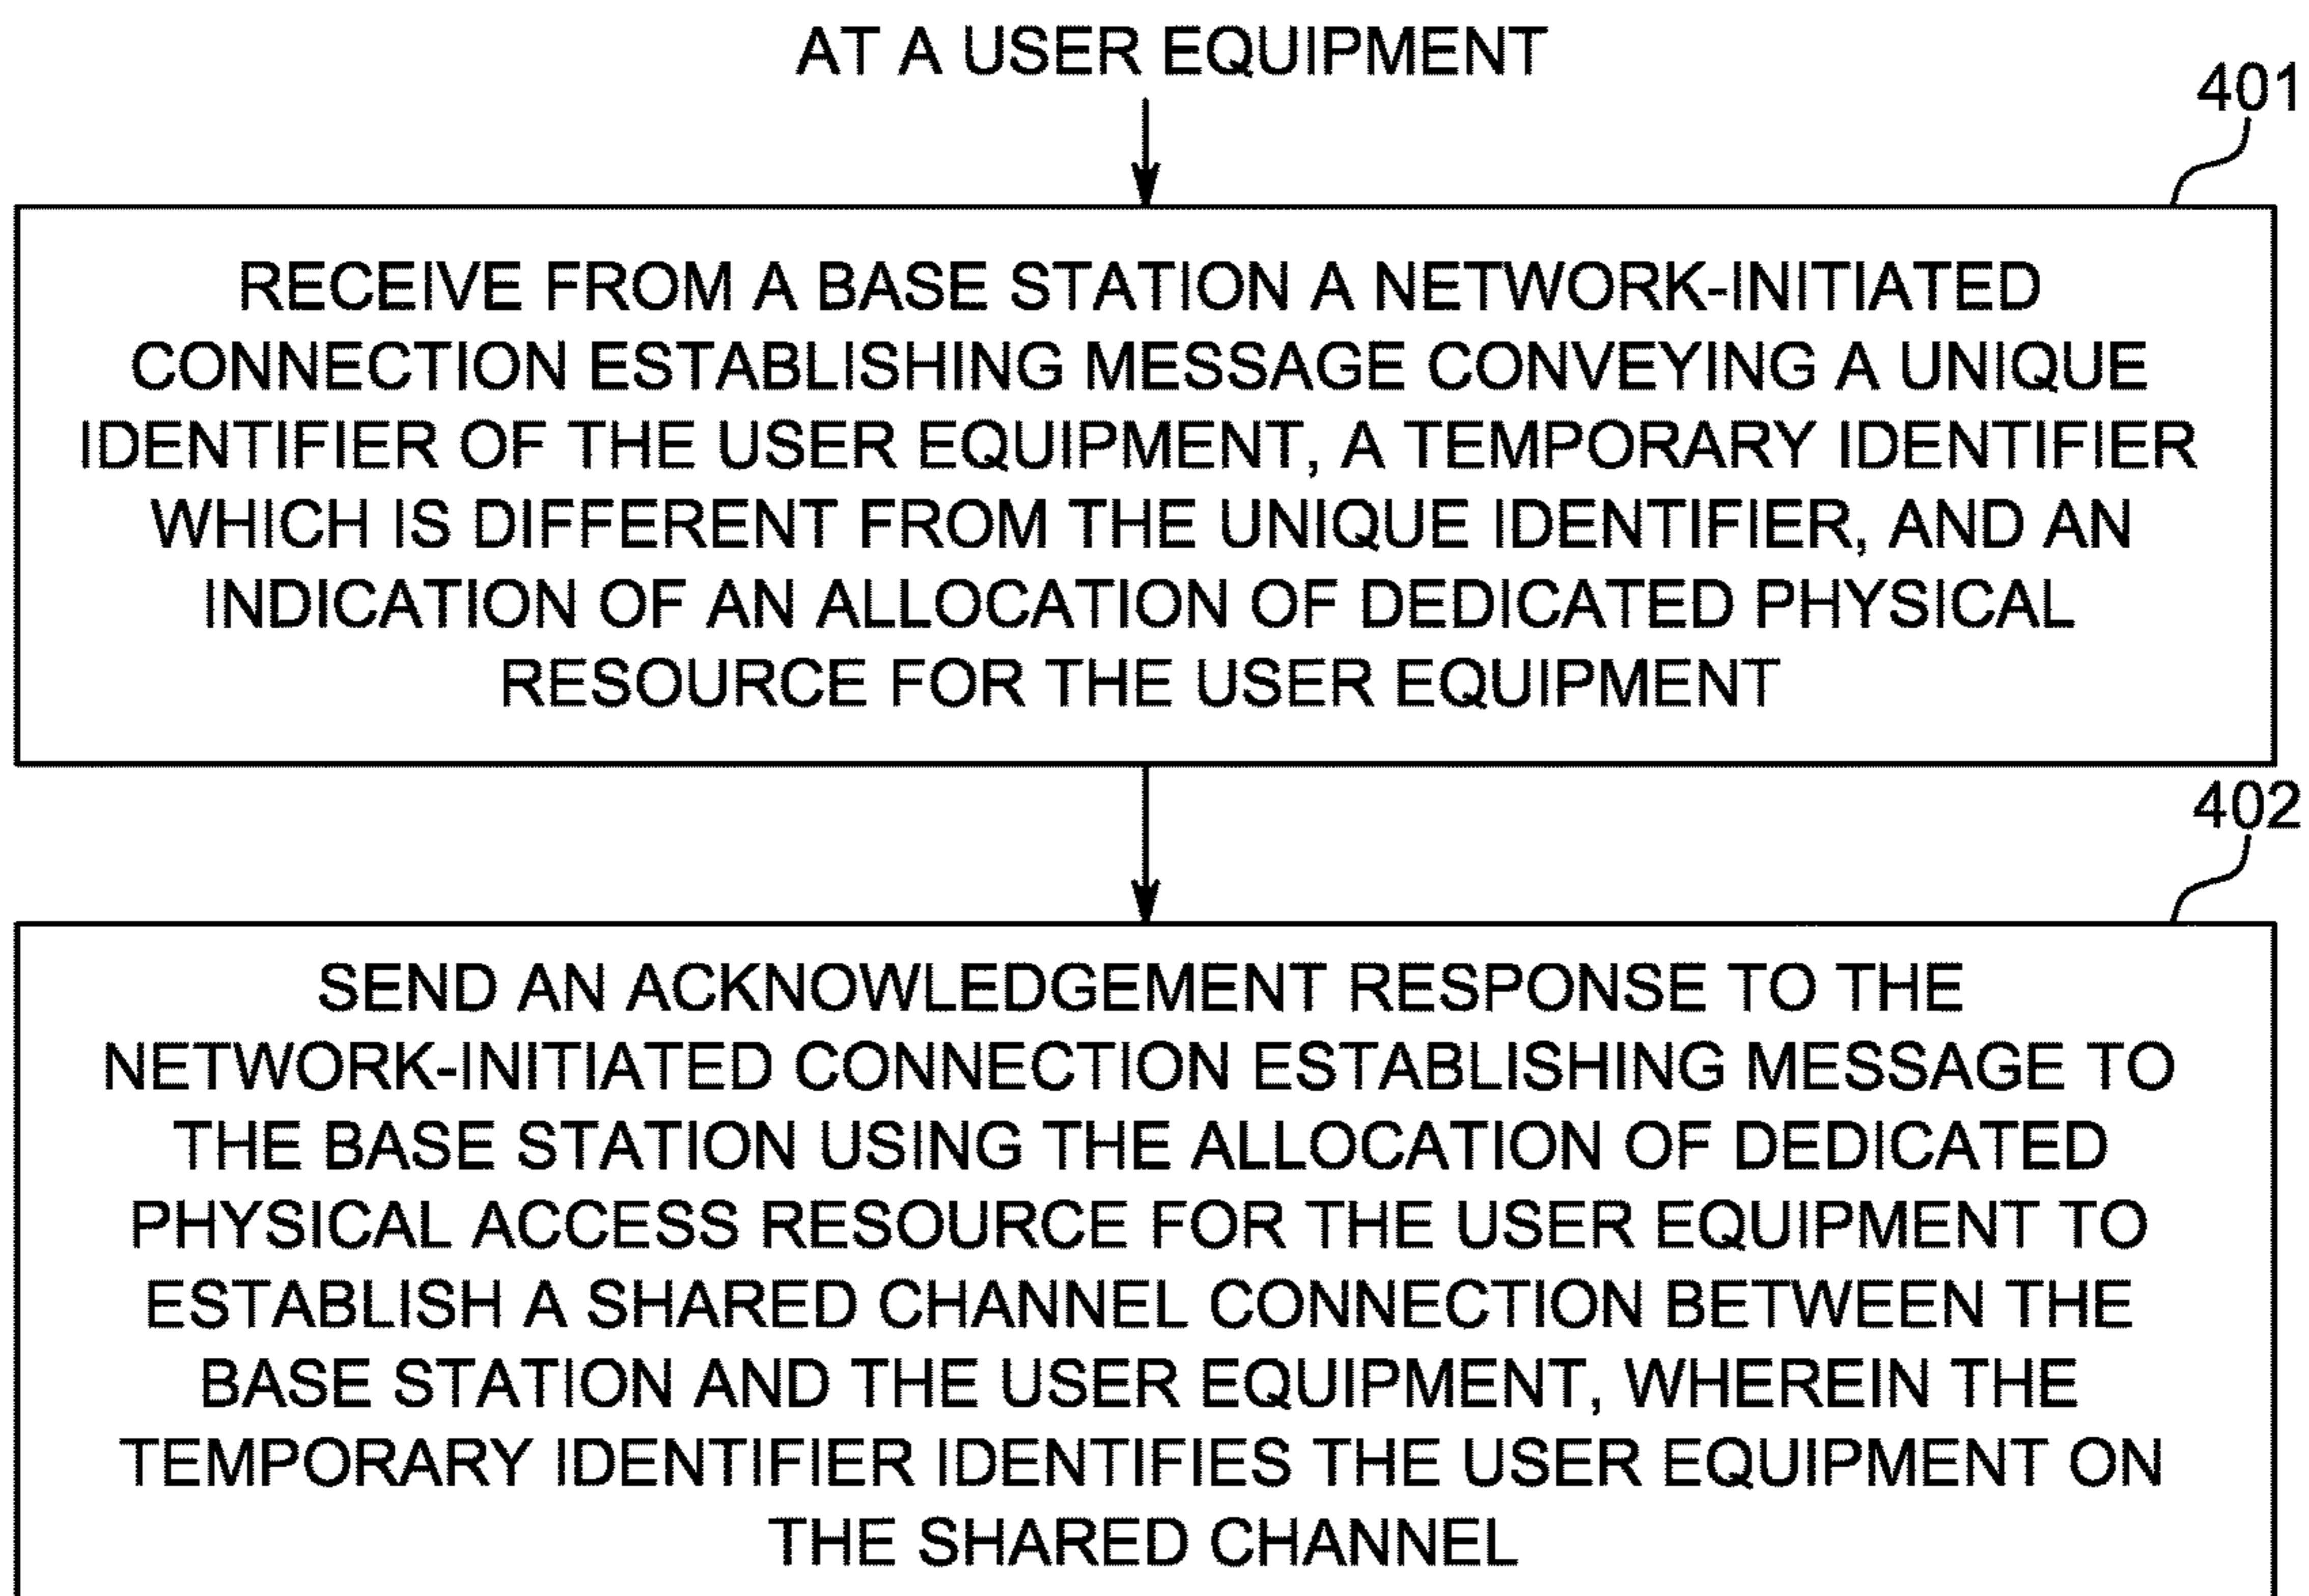 AT A USER EQUIPMENT
401
RECEIVE FROM A BASE STATION A NETWORK-INITIATED
CONNECTION ESTABLISHING MESSAGE CONVEYING A UNIQUE
IDENTIFIER OF THE USER EQUIPMENT, A TEMPORARY IDENTIFIER
WHICH IS DIFFERENT FROM THE UNIQUE IDENTIFIER, AND AN
INDICATION OF AN ALLOCATION OF DEDICATED PHYSICAL
RESOURCE FOR THE USER EQUIPMENT
402
SEND AN ACKNOWLEDGEMENT RESPONSE TO THE
NETWORK-INITIATED CONNECTION ESTABLISHING MESSAGE TO
THE BASE STATION USING THE ALLOCATION OF DEDICATED
PHYSICAL ACCESS RESOURCE FOR THE USER EQUIPMENT TO
ESTABLISH A SHARED CHANNEL CONNECTION BETWEEN THE
BASE STATION AND THE USER EQUIPMENT, WHEREIN THE
TEMPORARY IDENTIFIER IDENTIFIES THE USER EQUIPMENT ON
THE SHARED CHANNEL